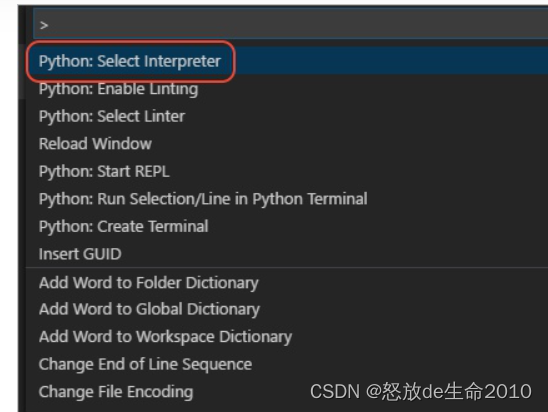 >
Python: Select Interpreter
Python: Enable Linting
Python: Select Linter
Reload Window
Python: Start REPL
Python: Run Selection/Line in Python Terminal
Python: Create Terminal
Insert GUID
Add Word to Folder Dictionary
Add Word to Global Dictionary
Add Word to Workspace Dictionary
Change End of Line Sequence
Change File Encoding
CSDN @怒放de生命2010